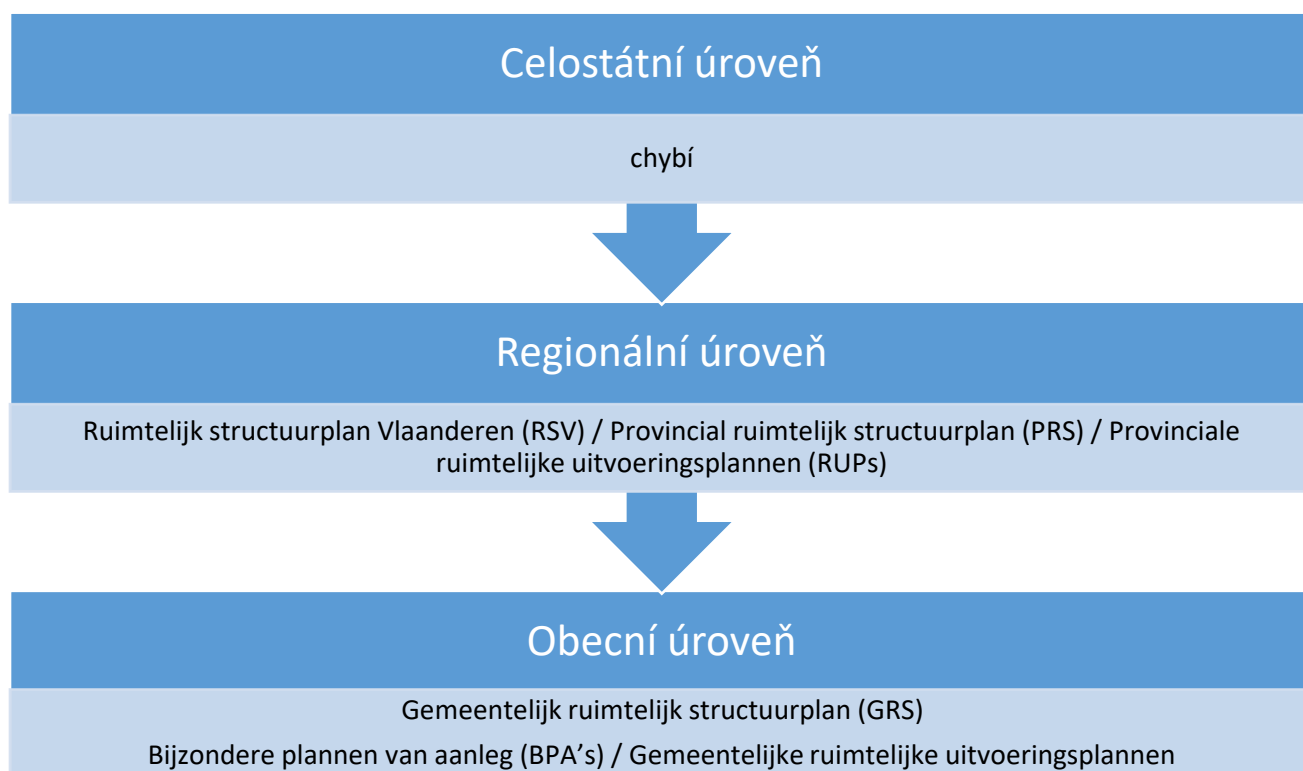 Celostátní úroveň
chybí
Regionální úroveň
Ruimtelijk structuurplan Vlaanderen (RSV) / Provincial ruimtelijk structuurplan (PRS) / Provinciale
ruimtelijke uitvoeringsplannen (RUPs)
Obecní úroveň
Gemeentelijk ruimtelijk structuurplan (GRS)
Bijzondere plannen van aanleg (BPA’s) / Gemeentelijke ruimtelijke uitvoeringsplannen